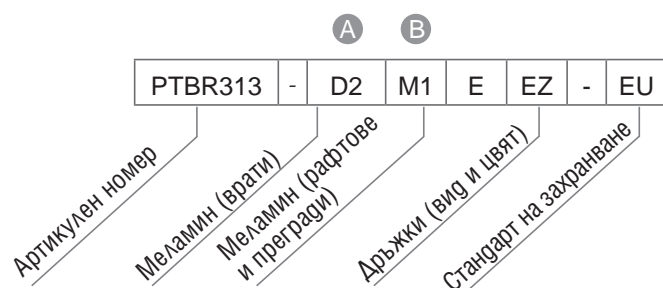 A B
PTBR313 - D2 M1 E EZ - EU
Артикулен номер
Меламин (врати)
Меламин (рафтове
и прегради)
Дръжки (вид и цвят)
Стандарт на захранване